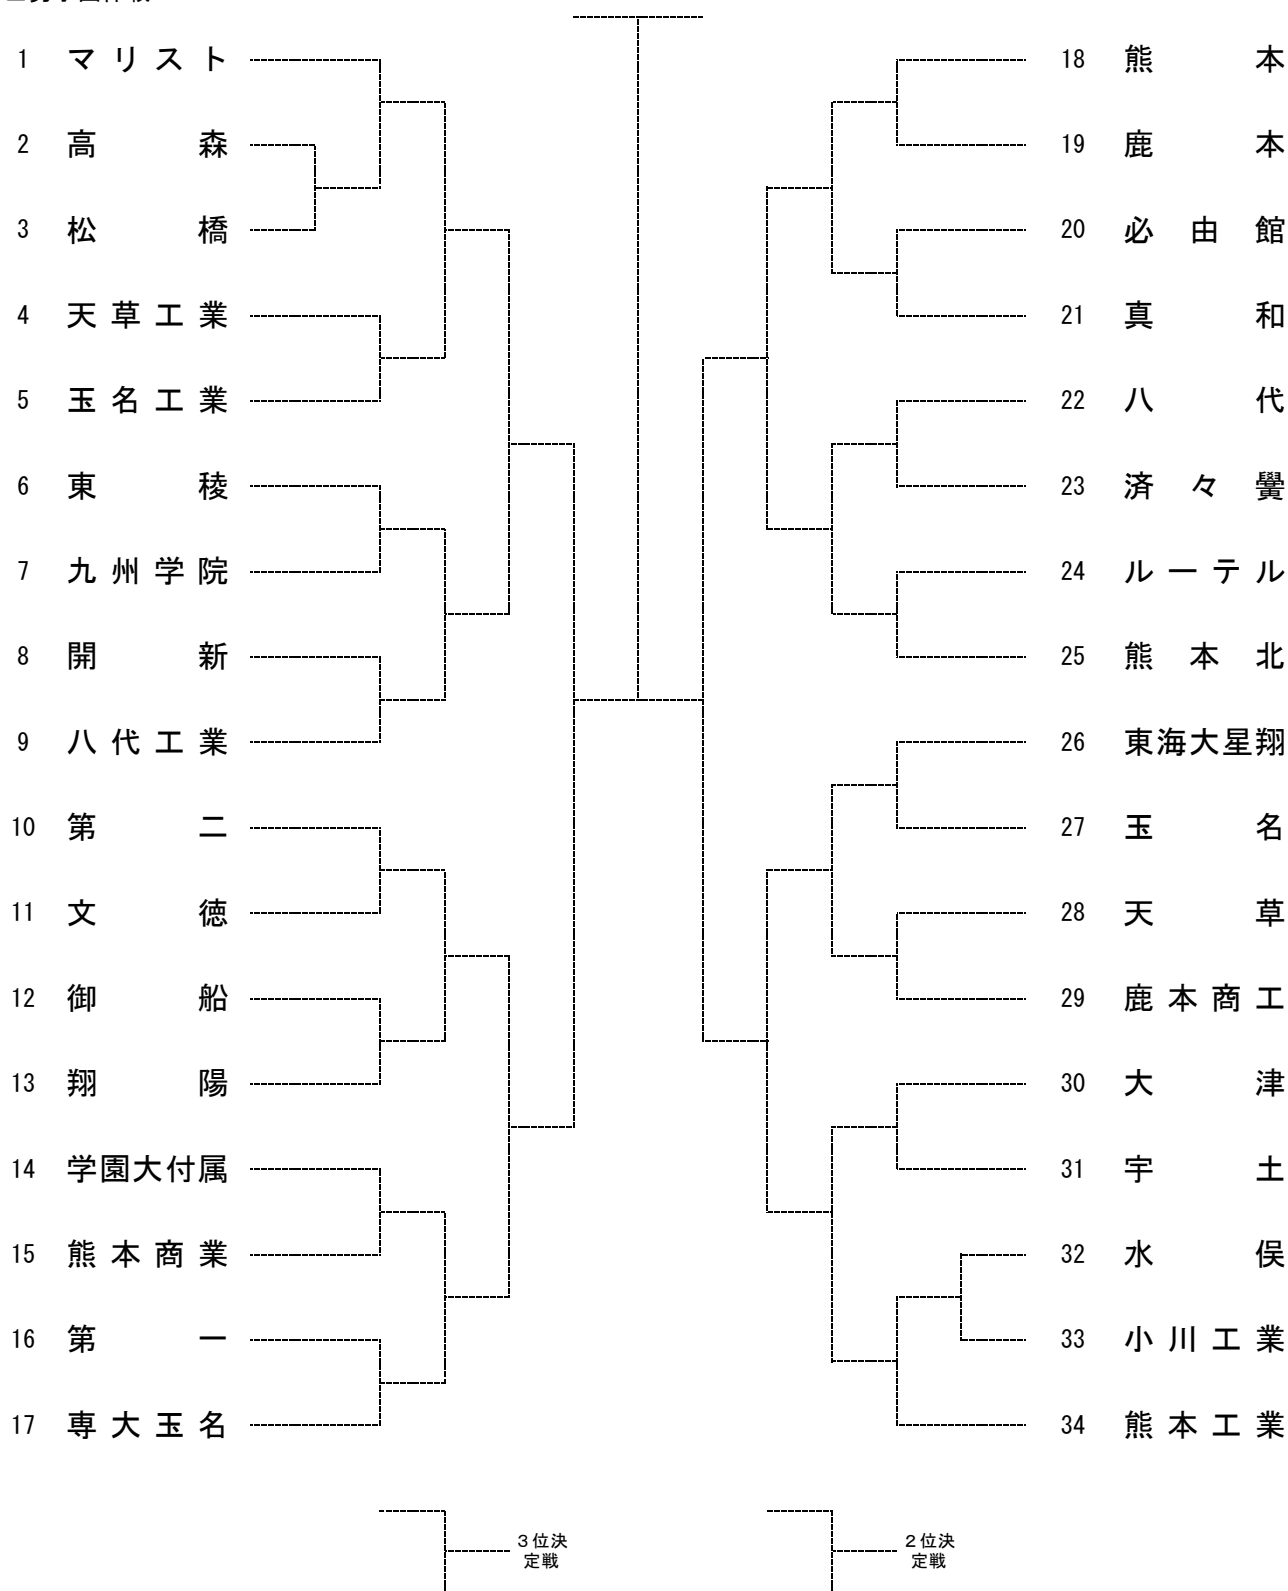 1 マリスト
2 高森
3 松橋
4 天草工業
5 玉名工業
6 東稜
7 九州学院
8 開新
9 八代工業
10 第二
11 文徳
12 御船
13 翔陽
14 学園大付属
15 熊本商業
16 第一
17 専大玉名
18 熊本
19 鹿本
20 必由館
21 真和
22 八代
23 済々黌
24 ルーテル
25 熊本北
26 東海大星翔
27 玉名
28 天草
29 鹿本商工
30 大津
31 宇土
32 水俣
33 小川工業
34 熊本工業
３位決
定戦
２位決
定戦